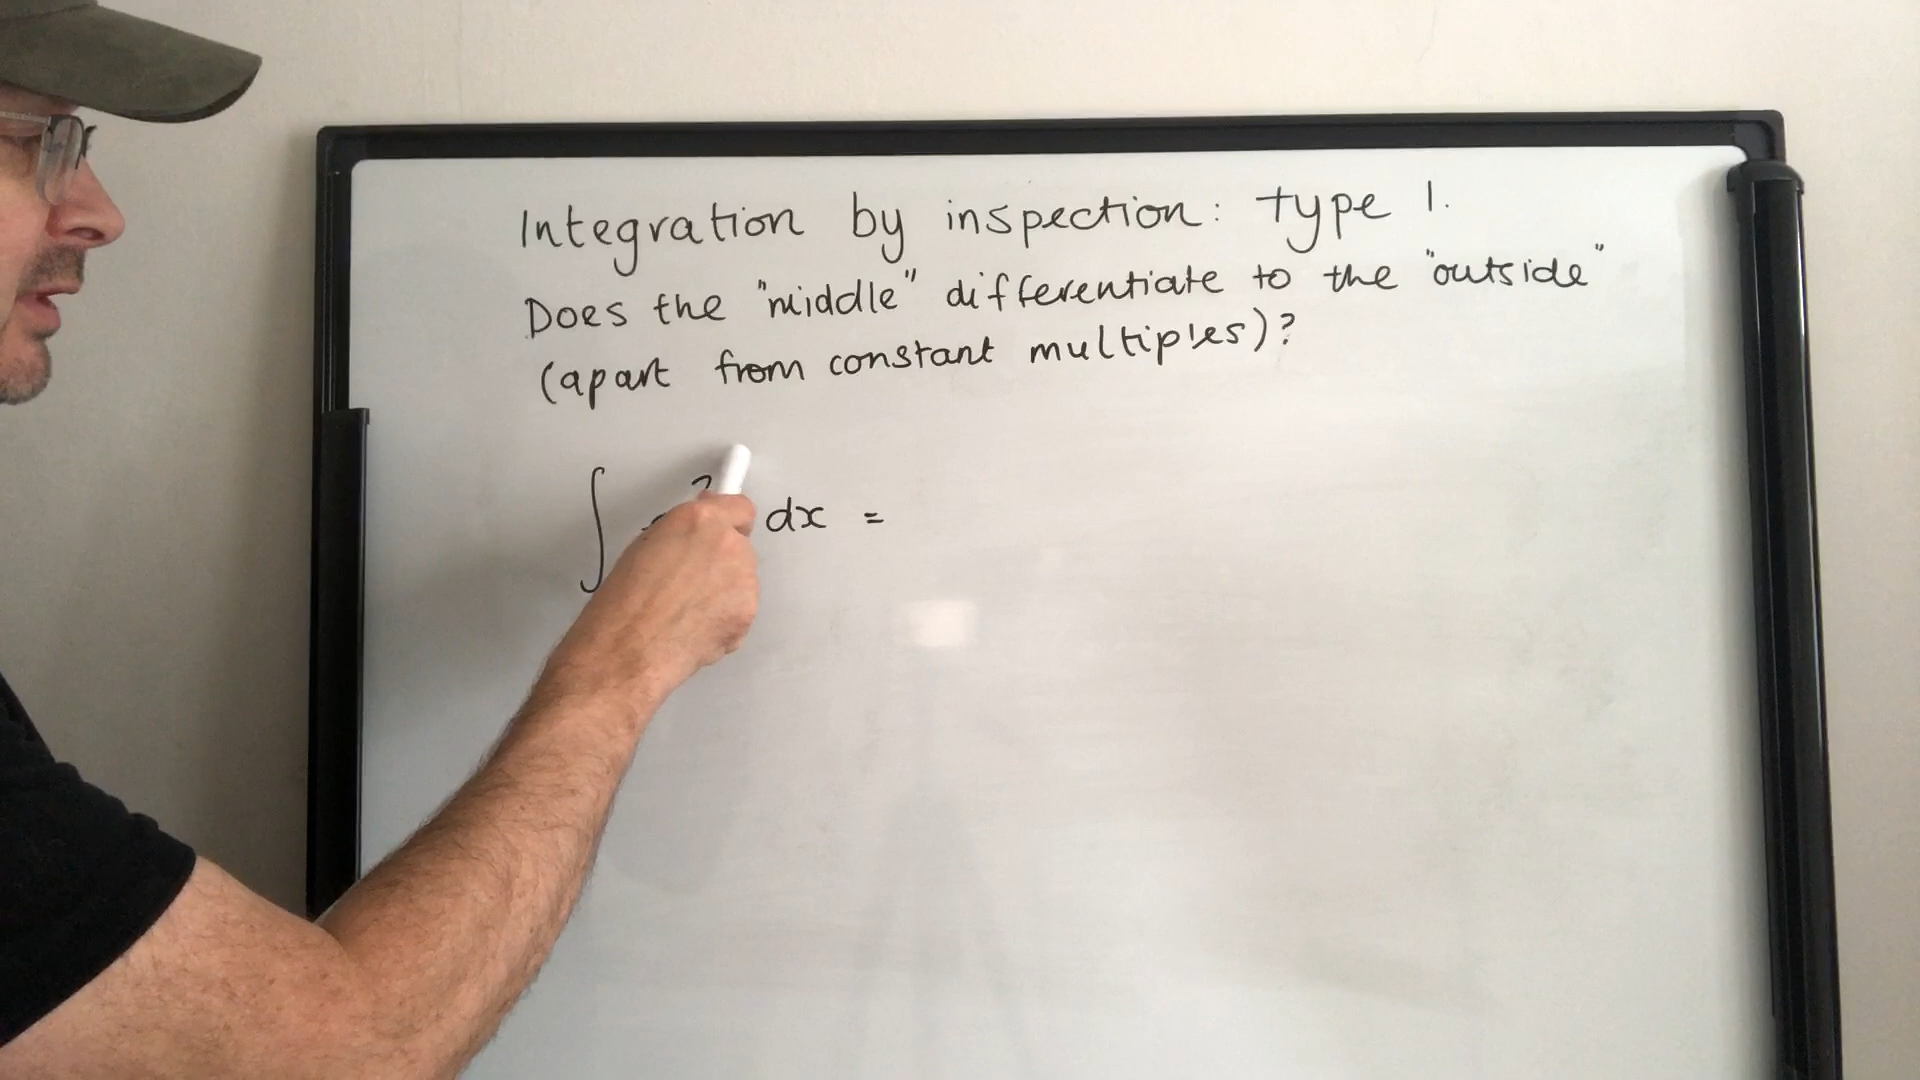 Integration by inspection: type 1.
Does the "middle" differentiate to the "outside"
(apart from constant multiples)?
∫ dx =